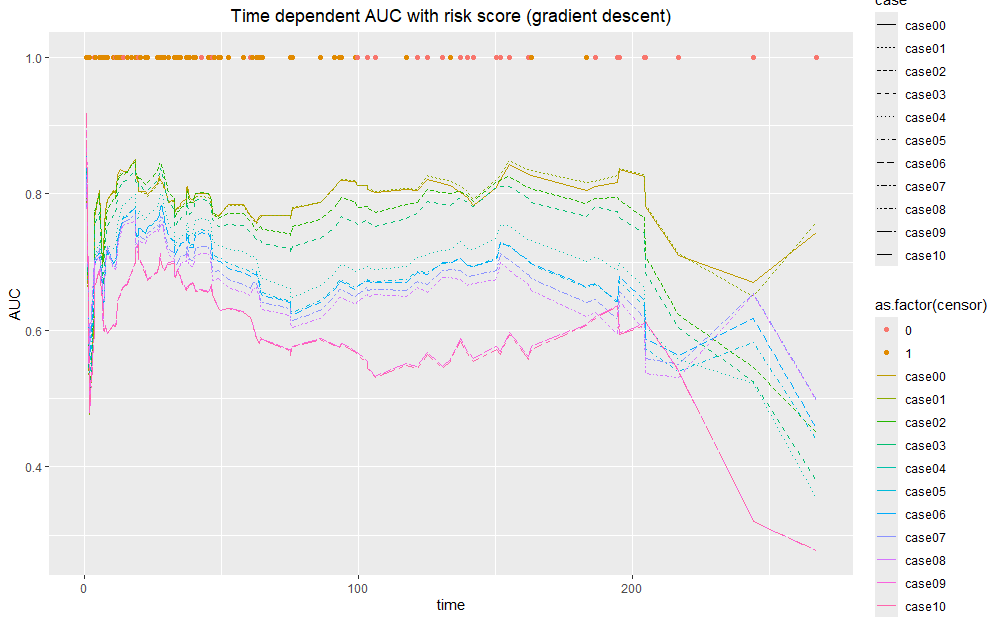 Time dependent AUC with risk score (gradient descent)
1.0
0.8
0.6
0.4
AUC
0
100
200
time
case
case00
case01
case02
case03
case04
case05
case06
case07
case08
case09
case10
as.factor(censor)
0
1
case00
case01
case02
case03
case04
case05
case06
case07
case08
case09
case10